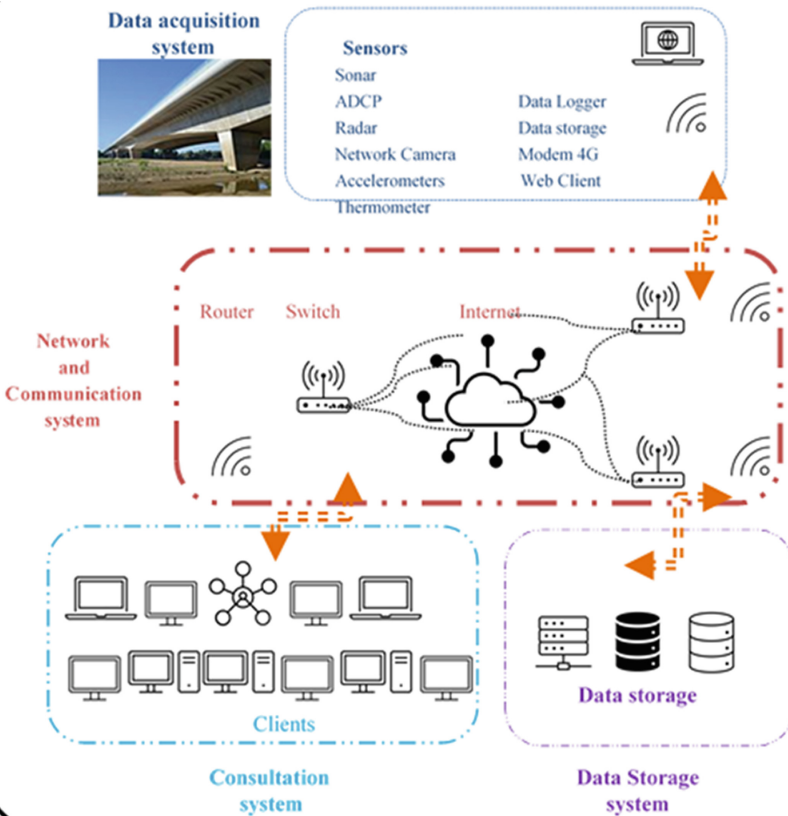 Data acquisition
system
Sensors
Sonar
ADCP
Radar
Network Camera
Accelerometers
Thermometer
Data Logger
Data storage
Modem 4G
Web Client
Router
Switch
Internet
Network
and
Communication
system
Clients
Data storage
Consultation
system
Data Storage
system